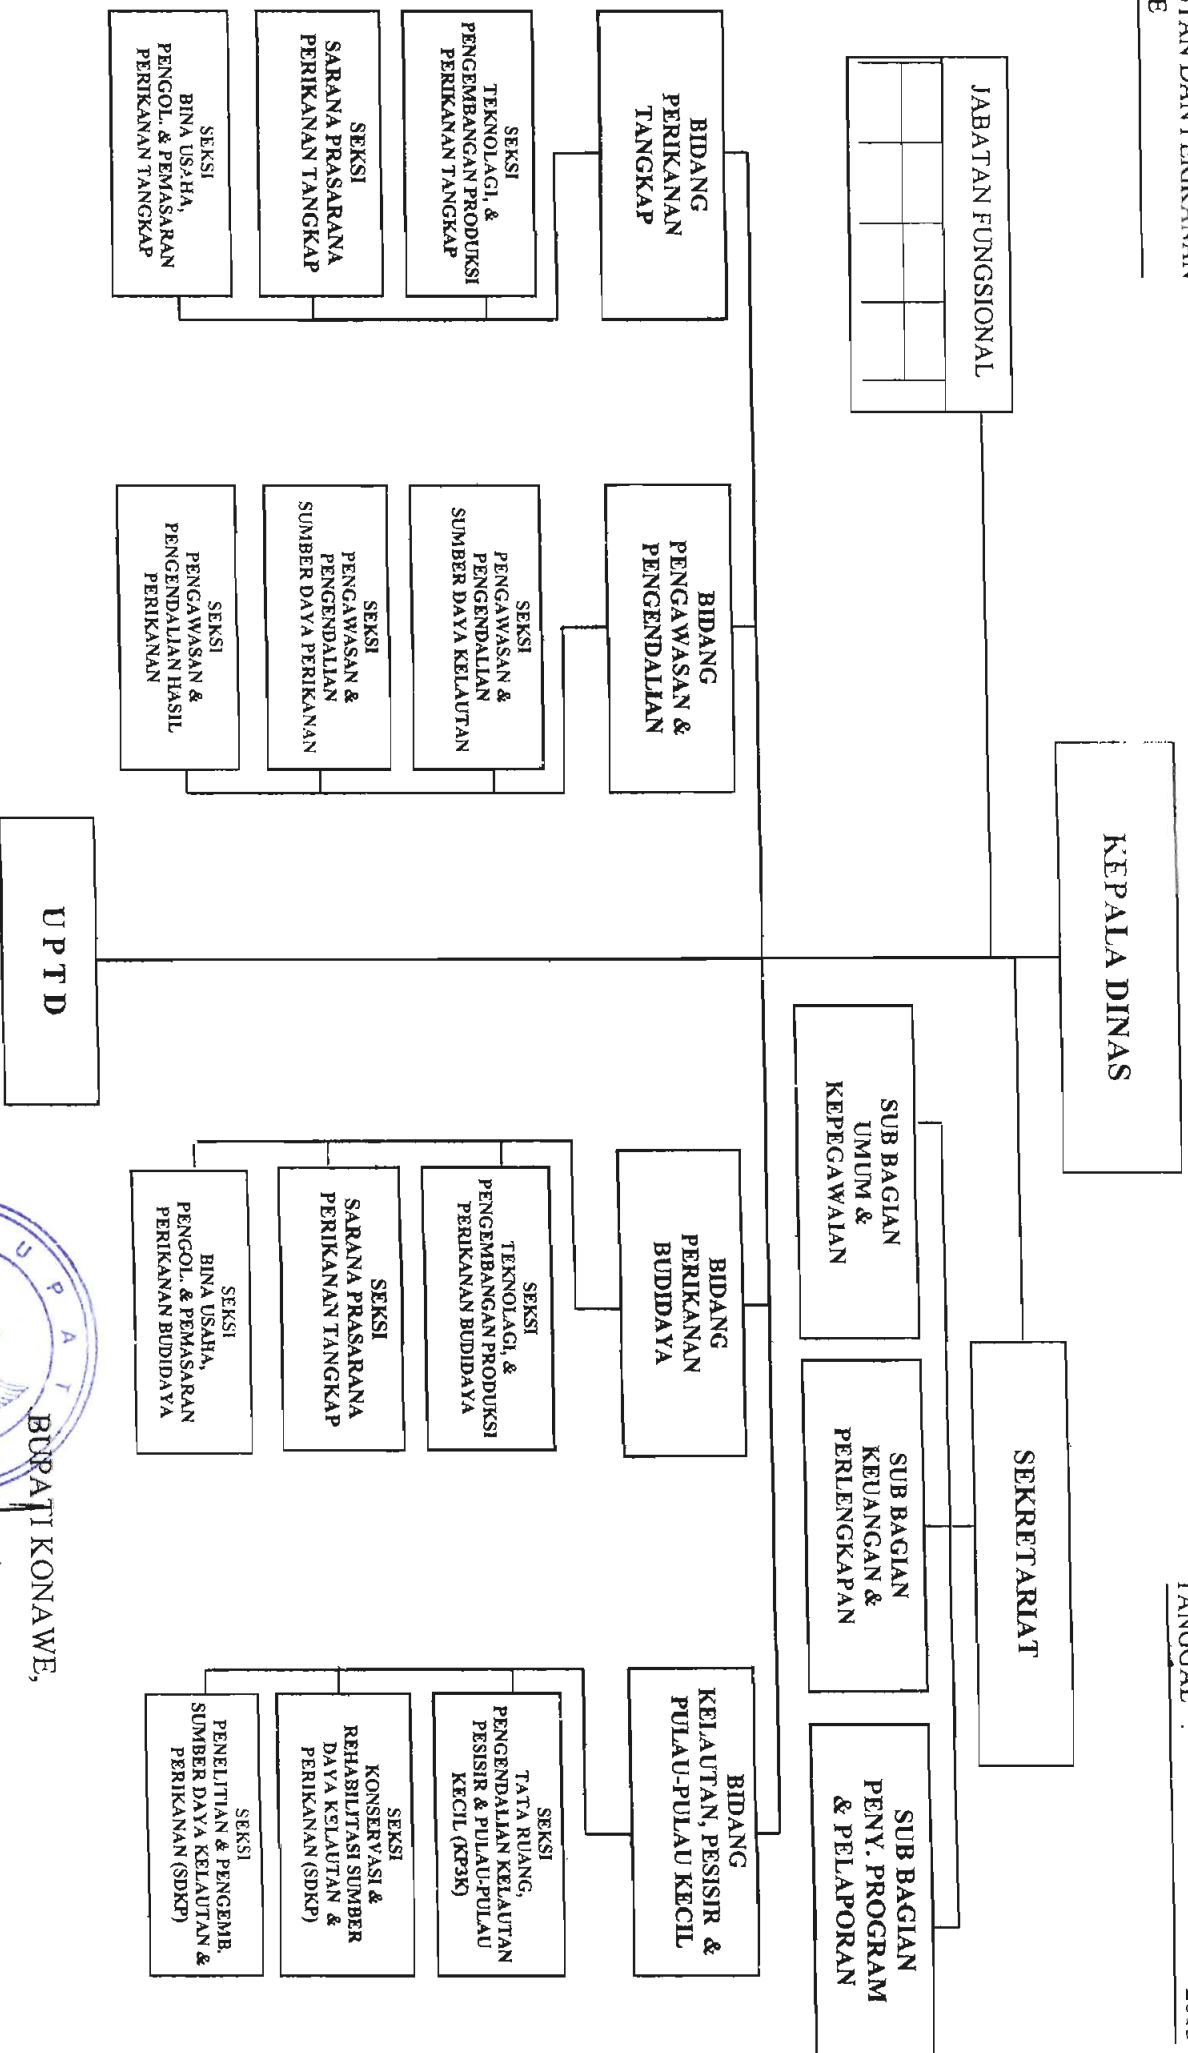 KEPALA DINAS
JABATAN FUNGSIONAL
SEKRETARIAT
SUB BAGIAN
UMUM &
KEPEGAWAIAN
SUB BAGIAN
KEUANGAN &
PERLENGKAPAN
SUB BAGIAN
PENY. PROGRAM
& PELAPORAN
BIDANG
PERIKANAN
TANGKAP
BIDANG
PENGAWASAN &
PENGENDALIAN
BIDANG
PERIKANAN
BUDIDAYA
BIDANG
KELAUTAN, PESISIR &
PULAU-PULAU KECIL
SEKSI
TEKNOLAGI, &
PENGEMBANGAN PRODUKSI
PERIKANAN TANGKAP
SEKSI
SARANA PRASARANA
PERIKANAN TANGKAP
SEKSI
BINA USAHA,
PENGOL. & PEMASARAN
PERIKANAN TANGKAP
SEKSI
PENGAWASAN &
PENGENDALIAN
SUMBER DAYA KELAUTAN
SEKSI
PENGAWASAN &
PENGENDALIAN
SUMBER DAYA PERIKANAN
SEKSI
PENGAWASAN &
PENGENDALIAN HASIL
PERIKANAN
SEKSI
TEKNOLAGI, &
PENGEMBANGAN PRODUKSI
PERIKANAN BUDIDAYA
SEKSI
SARANA PRASARANA
PERIKANAN TANGKAP
SEKSI
BINA USAHA,
PENGOL. & PEMASARAN
PERIKANAN BUDIDAYA
SEKSI
TATA RUANG,
PENGENDALIAN KELAUTAN
PESISIR & PULAU-PULAU
KECIL (KP3K)
SEKSI
KONSERVASI &
REHABILITASI SUMBER
DAYA KELAUTAN &
PERIKANAN (SDKP)
SEKSI
PENELITIAN & PENGEMB.
SUMBER DAYA KELAUTAN &
PERIKANAN (SDKP)
U P T D
BUPATI KONAWE,
U P A T